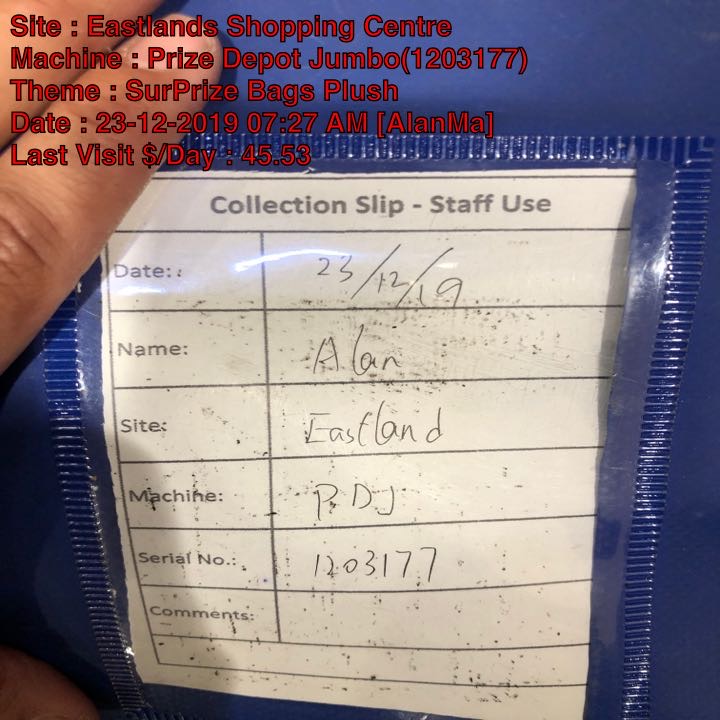 Site : Eastlands Shopping Centre
Machine : Prize Depot Jumbo(1203177)
Theme : SurPrize Bags Plush
Date : 23-12-2019 07:27 AM [AlanMa]
Last Visit $/Day : 45.53
Collection Slip - Staff Use
Date: 23/12/19
Name: Alan
Site: Eastland
Machine: P.DJ
Serial No.: 1203177
Comments: